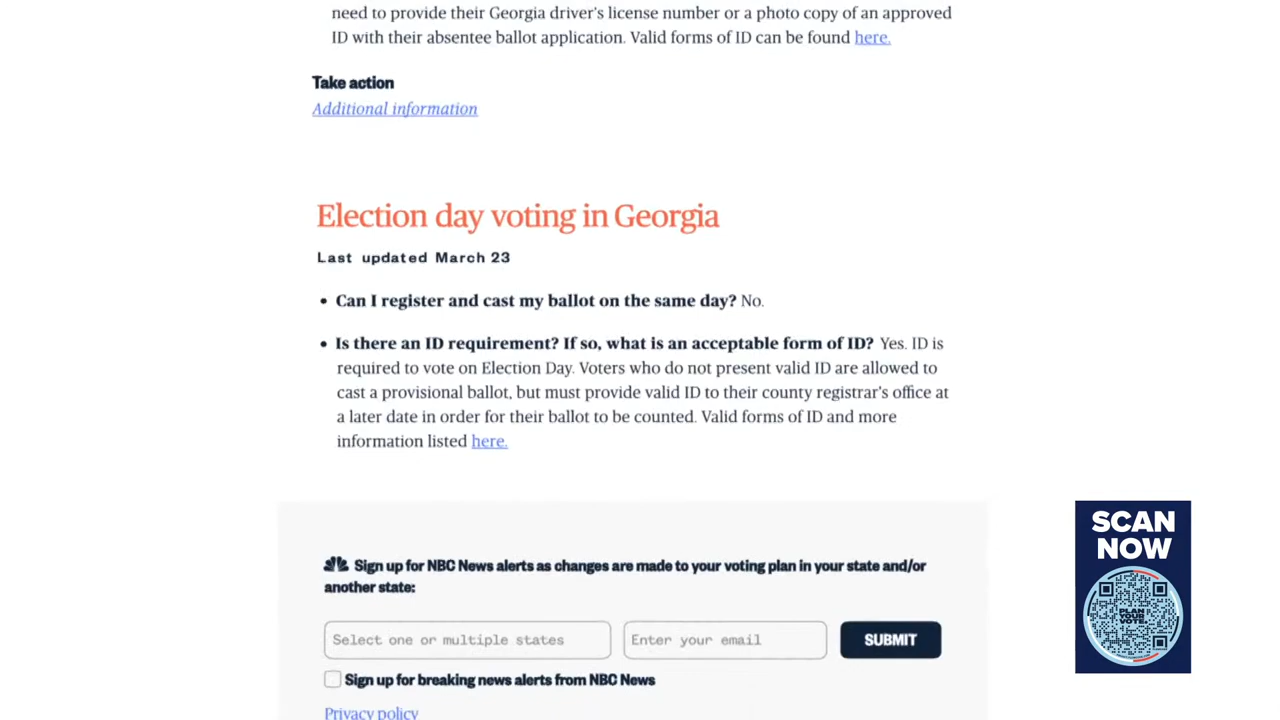 need to provide their Georgia driver's license number or a photo copy of an approved
ID with their absentee ballot application. Valid forms of ID can be found here.
Take action
Additional information
Election day voting in Georgia
Last updated March 23
• Can I register and cast my ballot on the same day? No.
• Is there an ID requirement? If so, what is an acceptable form of ID? Yes. ID is
required to vote on Election Day. Voters who do not present valid ID are allowed to
cast a provisional ballot, but must provide valid ID to their county registrar's office at
a later date in order for their ballot to be counted. Valid forms of ID and more
information listed here.
Sign up for NBC News alerts as changes are made to your voting plan in your state and/or
another state:
Select one or multiple states
Enter your email
SUBMIT
Sign up for breaking news alerts from NBC News
Privacy policy
SCAN
NOW
PLAN
YOUR
VOTE.